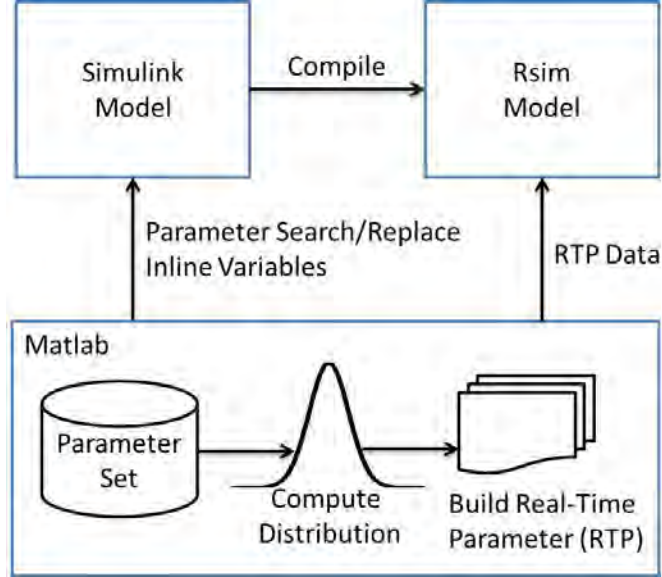 Simulink
Model
Compile
Rsim
Model
Parameter Search/Replace
Inline Variables
RTP Data
Matlab
Parameter
Set
Compute
Distribution
Build Real-Time
Parameter (RTP)